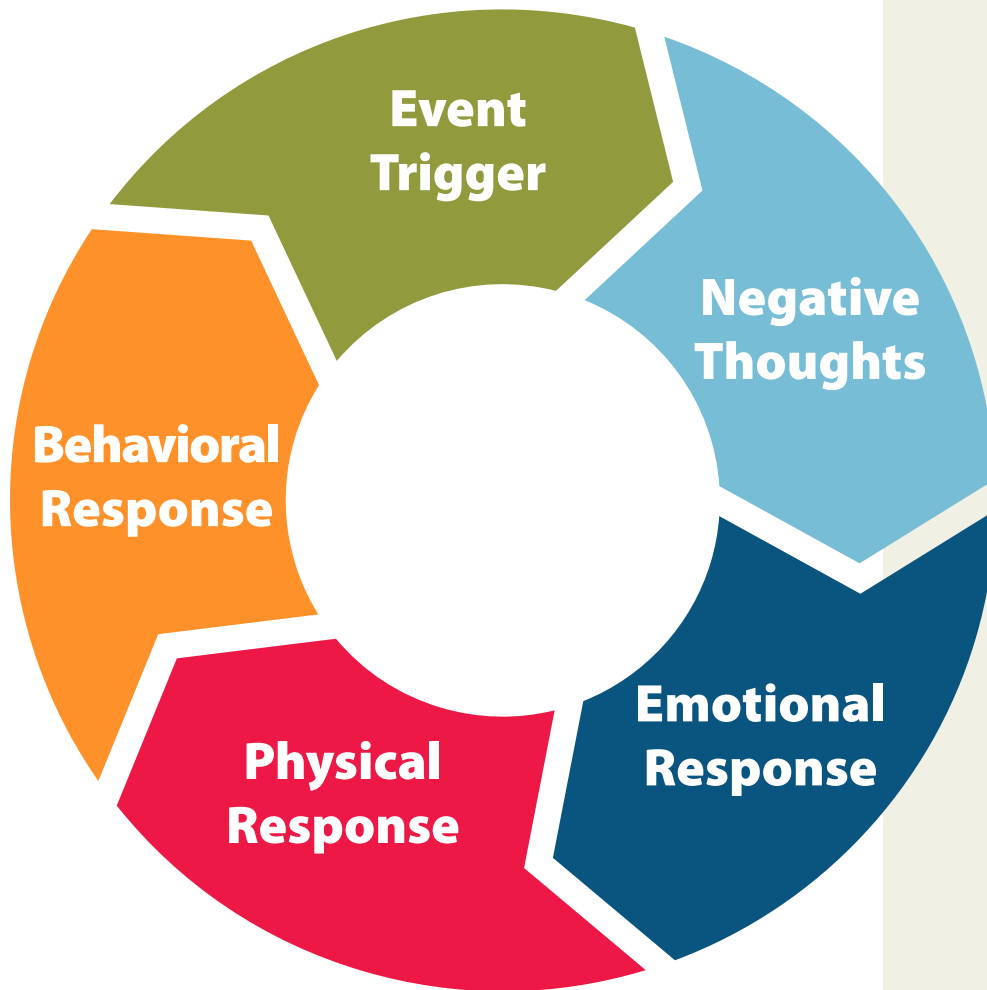 Event
Trigger
Negative
Thoughts
Emotional
Response
Physical
Response
Behavioral
Response